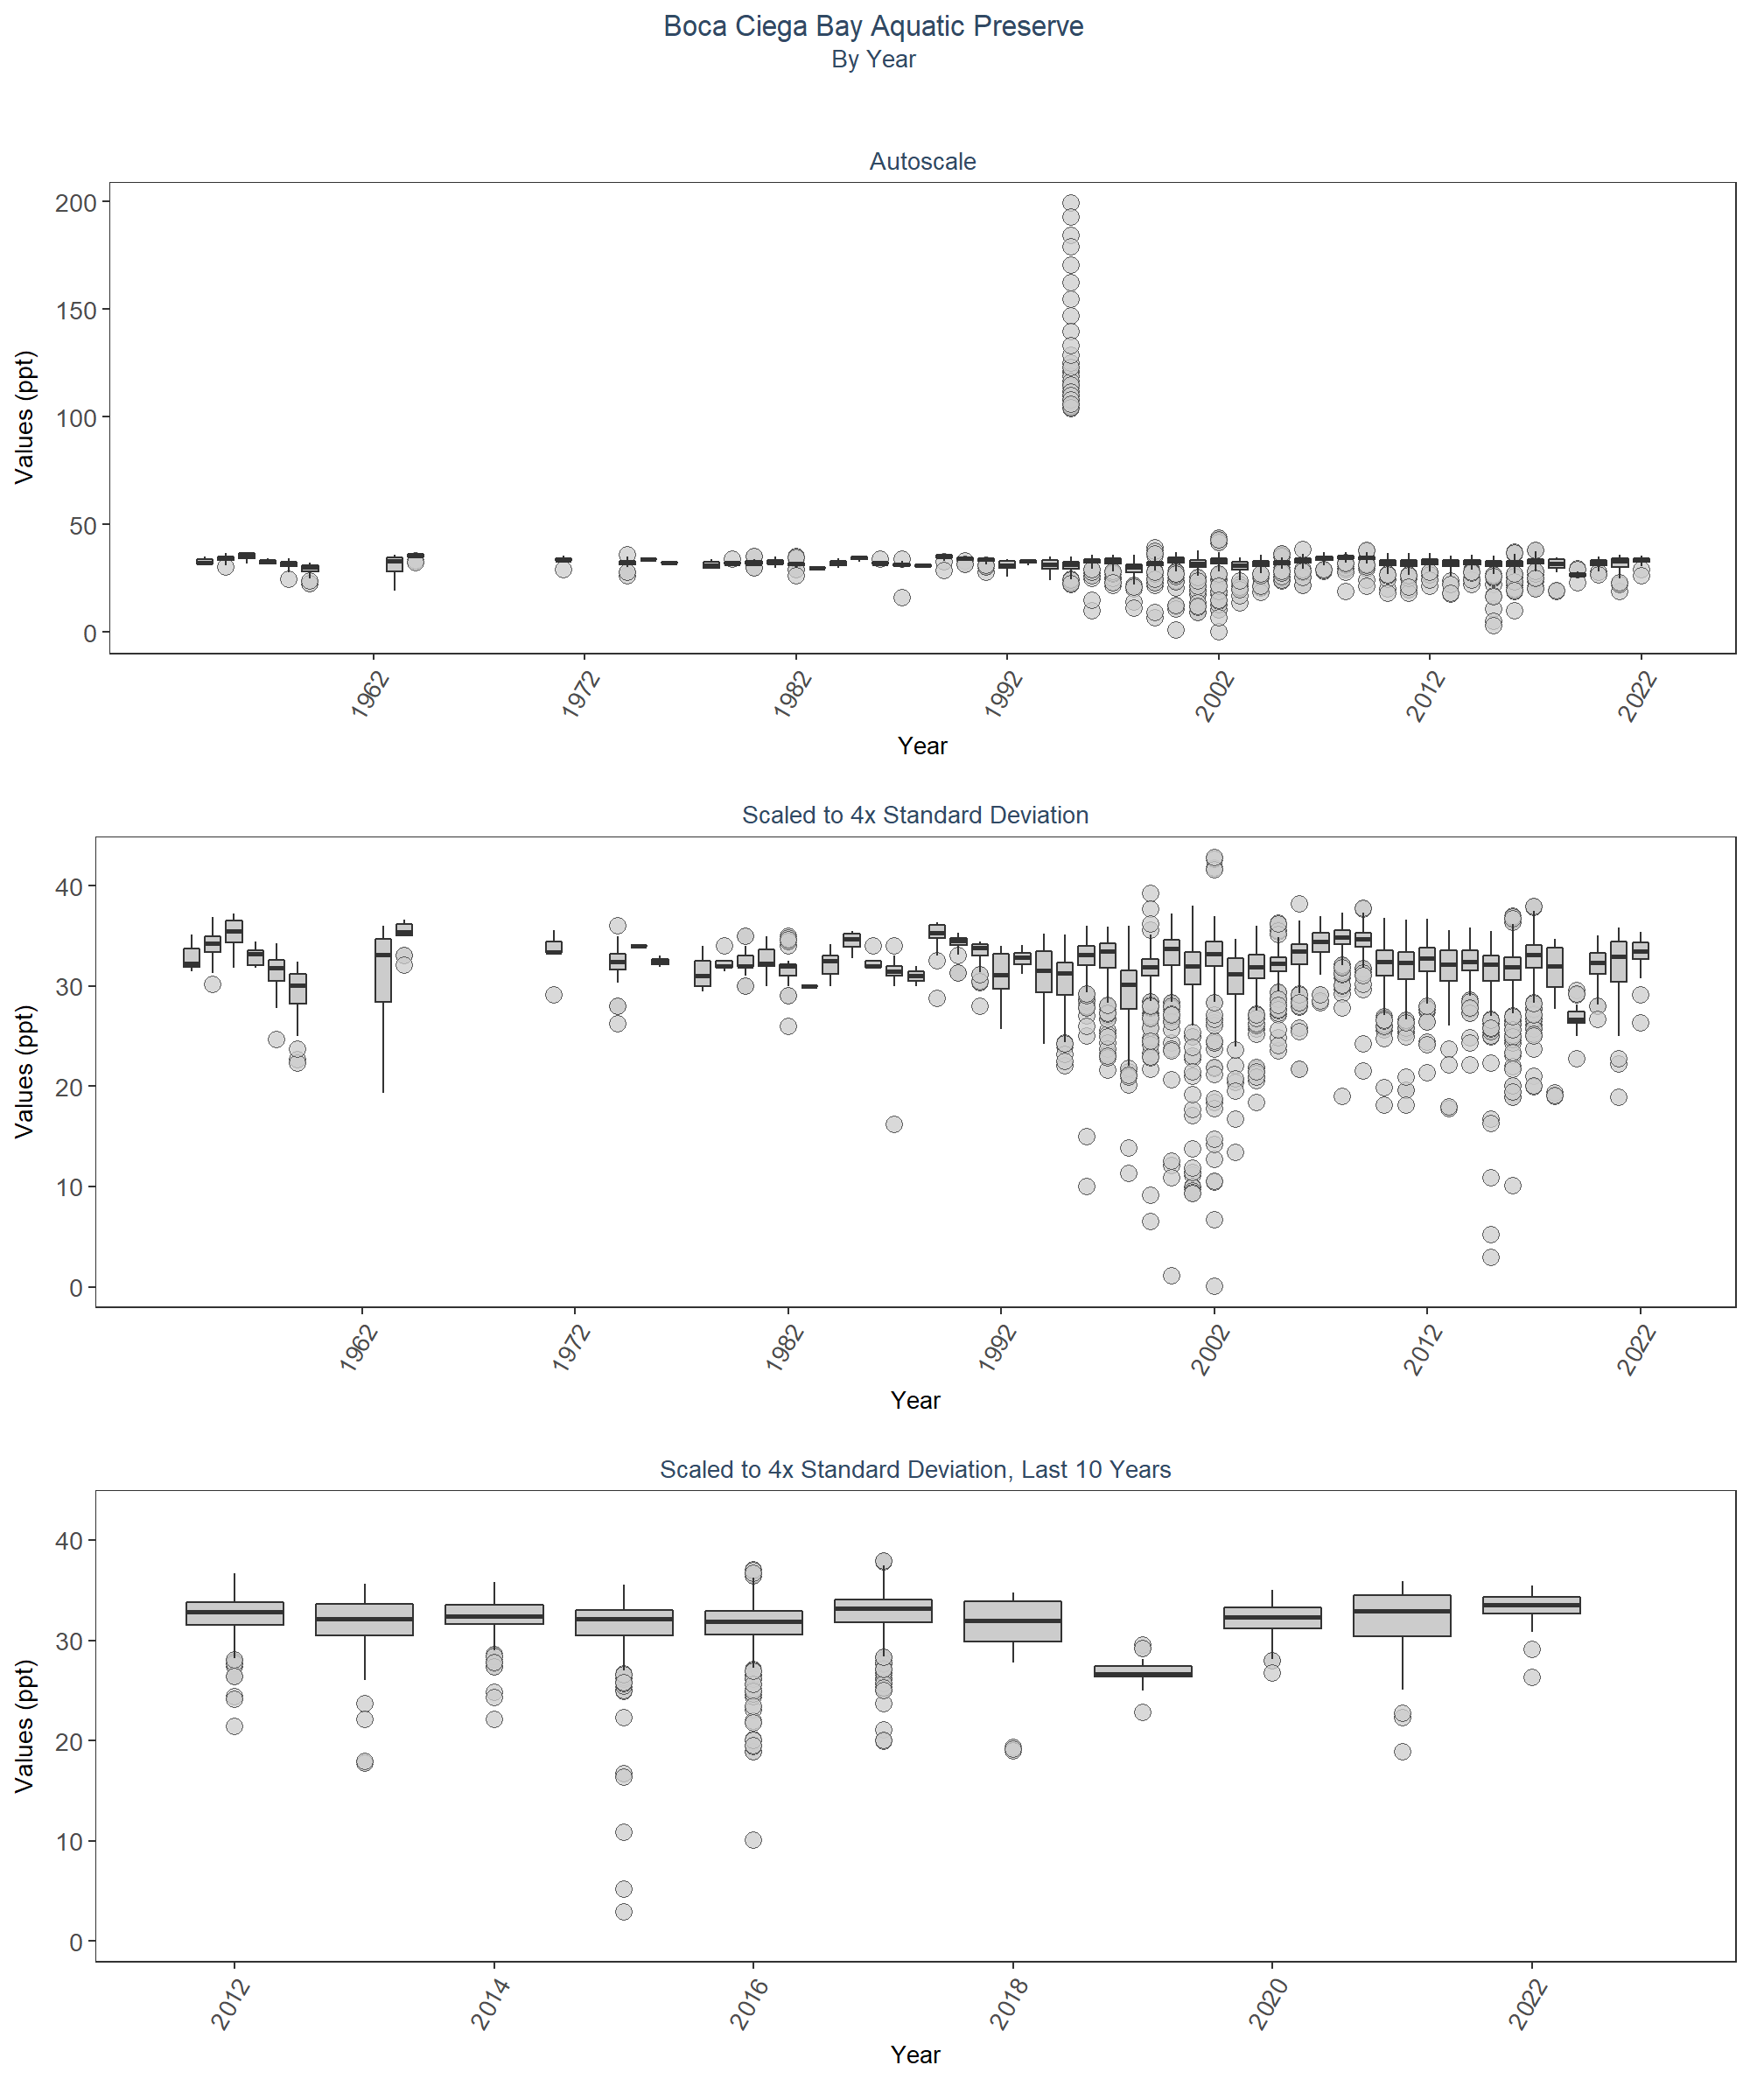 Boca Ciega Bay Aquatic Preserve
By Year
Autoscale
200
150
100
50
0
Values (ppt)
1962 1972 1982 1992 2002 2012 2022
Year
Scaled to 4x Standard Deviation
40
30
20
10
0
Values (ppt)
1962 1972 1982 1992 2002 2012 2022
Year
Scaled to 4x Standard Deviation, Last 10 Years
40
30
20
10
0
Values (ppt)
2012 2014 2016 2018 2020 2022
Year